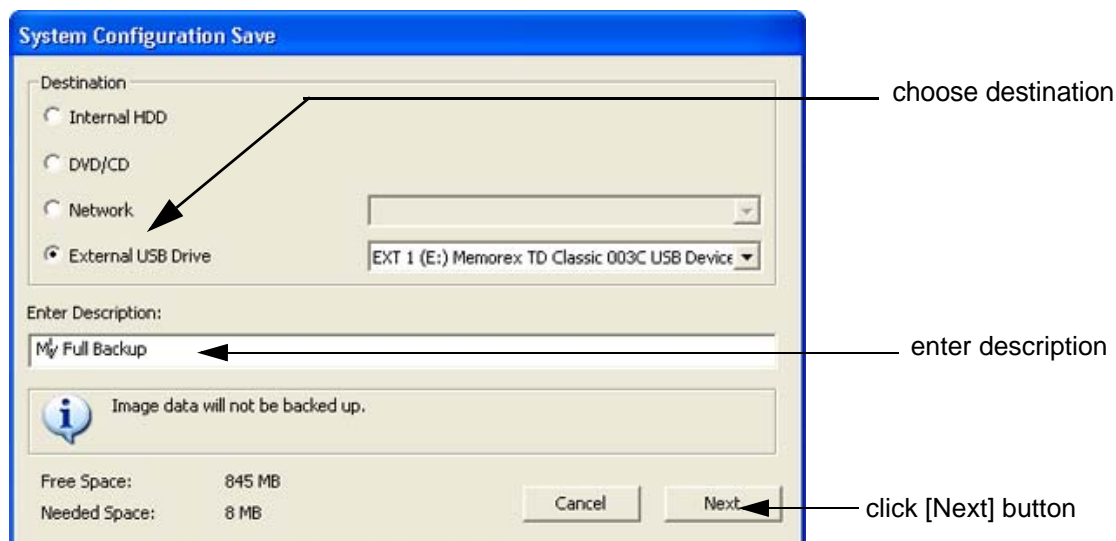 System Configuration Save
Destination
choose destination
Internal HDD
DVD/CD
Network
External USB Drive
EXT 1 (E:) Memorex TD Classic 003C USB Device
Enter Description:
My Full Backup
enter description
Image data will not be backed up.
Free Space: 845 MB
Needed Space: 8 MB
Cancel
Next
click [Next] button